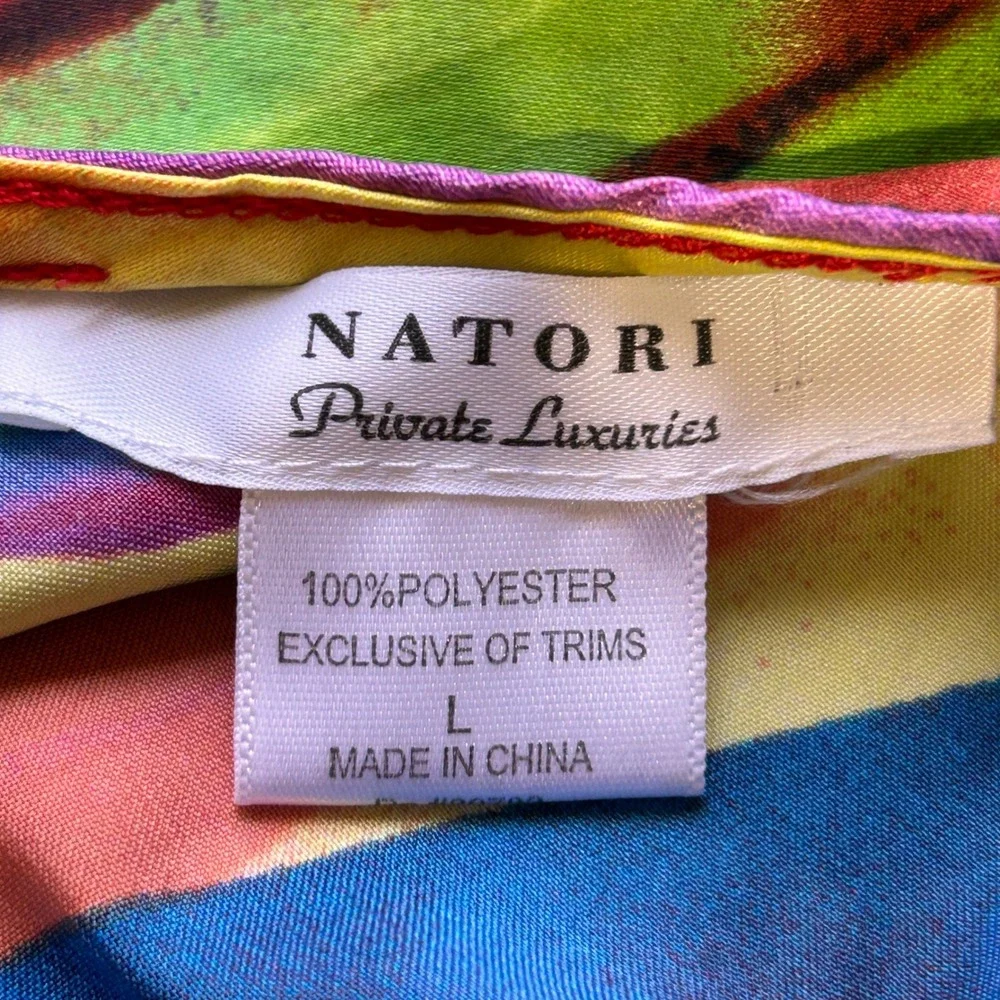 NATORI
Private Luxuries
100%POLYESTER
EXCLUSIVE OF TRIMS
L
MADE IN CHINA